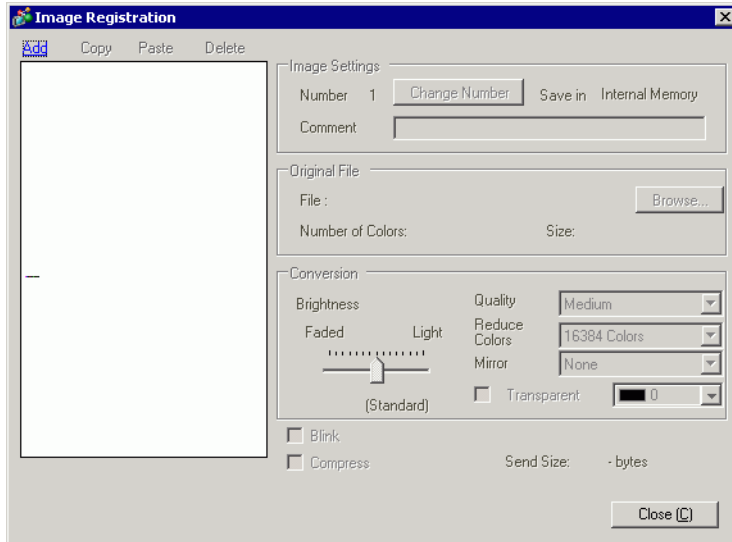 Image Registration
Add Copy Paste Delete
Image Settings
Number 1 Change Number Save in Internal Memory
Comment
Original File
File : Browse...
Number of Colors: Size:
Conversion
Brightness
Faded Light
(Standard)
Quality Medium
Reduce Colors 16384 Colors
Mirror None
Transparent 0
Blink
Compress Send Size: - bytes
Close (C)